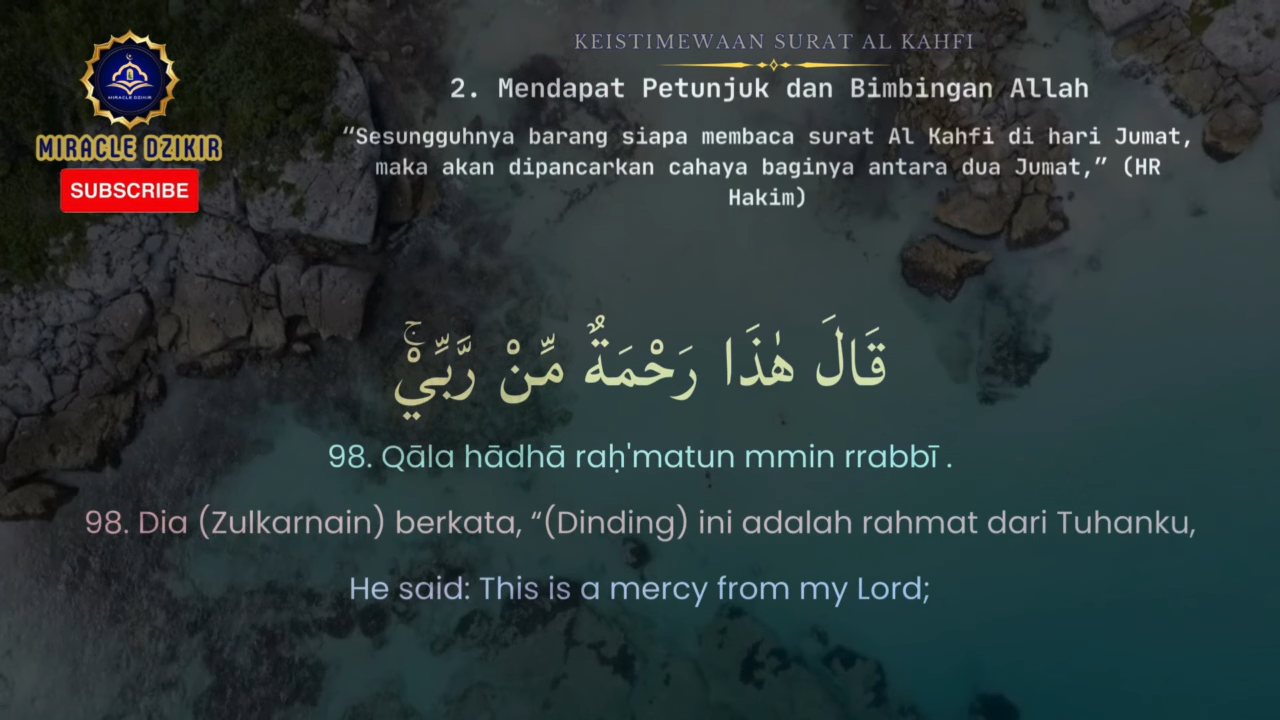 MIRACLE DZIKIR
MIRACLE DZIKIR
SUBSCRIBE
KEISTIMEWAAN SURAT AL KAHFI
2. Mendapat Petunjuk dan Bimbingan Allah
“Sesungguhnya barang siapa membaca surat Al Kahfi di hari Jumat,
maka akan dipancarkan cahaya baginya antara dua Jumat,” (HR
Hakim)
قَالَ هٰذَا رَحْمَةٌ مِّنْ رَّبِّيْۚ
98. Qāla hādhā raḥ'matun mmin rrabbī .
98. Dia (Zulkarnain) berkata, “(Dinding) ini adalah rahmat dari Tuhanku,
He said: This is a mercy from my Lord;